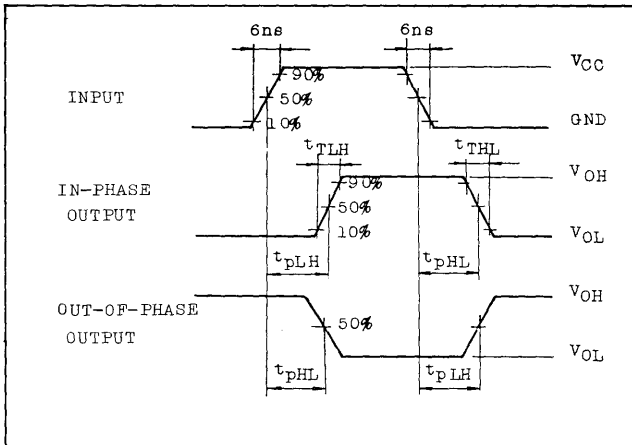 6ns 6ns
90% VCC
INPUT 50%
10% GND
tTLH tTHL
90% VOH
IN-PHASE
OUTPUT 50%
10% VOL
tpLH tpHL
VOH
OUT-OF-PHASE
OUTPUT 50%
VOL
tpHL tpLH